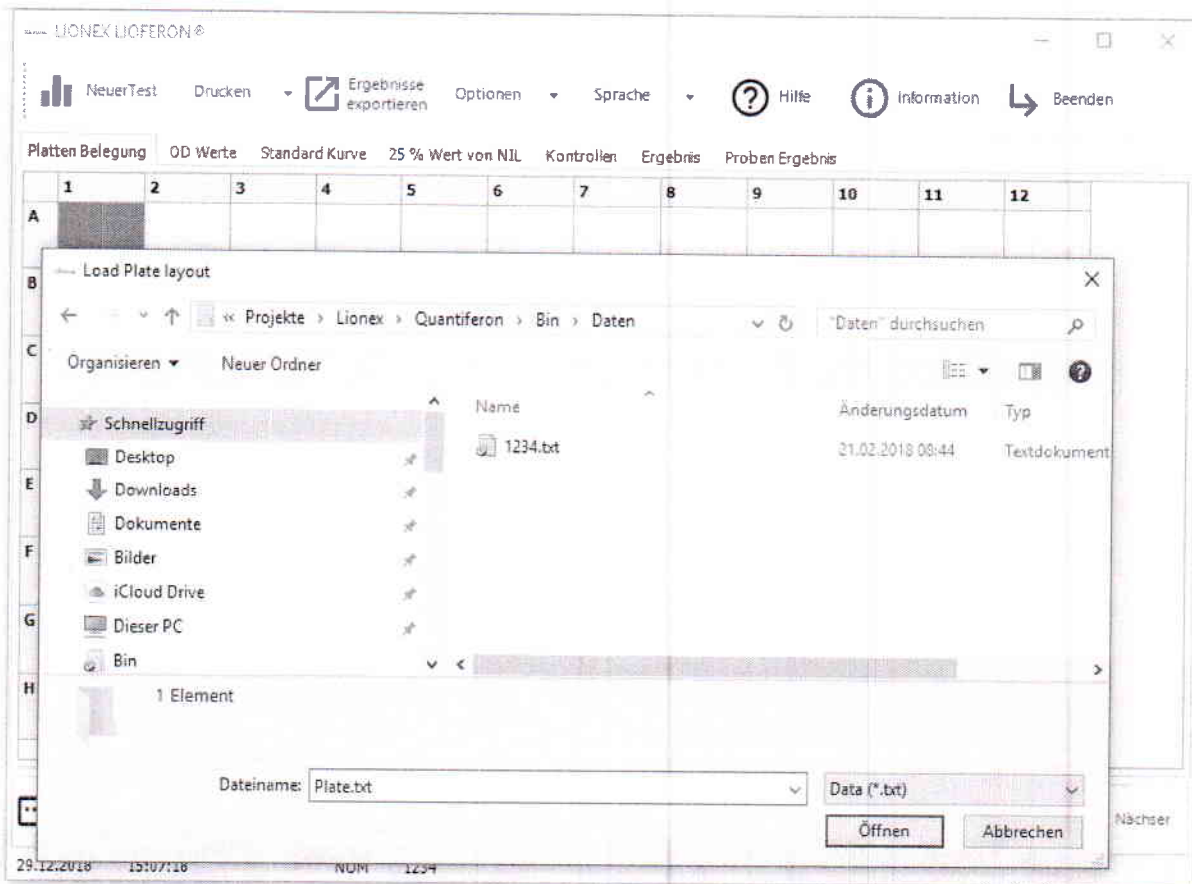 LIONEX LIOFERON®
NeuerTest Drucken Ergebnisse exportieren Optionen Sprache Hilfe Information Beenden
Platten Belegung OD Werte Standard Kurve 25 % Wert von NIL Kontrollen Ergebnis Proben Ergebnis
1 2 3 4 5 6 7 8 9 10 11 12
A
Load Plate layout
B
« Projekte > Lionex > Quantiferon > Bin > Daten "Daten" durchsuchen
C
Organisieren Neuer Ordner
Name Änderungsdatum Typ
D
Schnellzugriff
1234.txt 21.02.2018 08:44 Textdokument
Desktop
E
Downloads
Dokumente
F
Bilder
iCloud Drive
G
Dieser PC
Bin
H
1 Element
Dateiname: Plate.txt Data (*.txt)
Öffnen Abbrechen Nächser
29.12.2018 15:07:18 NUM 1234